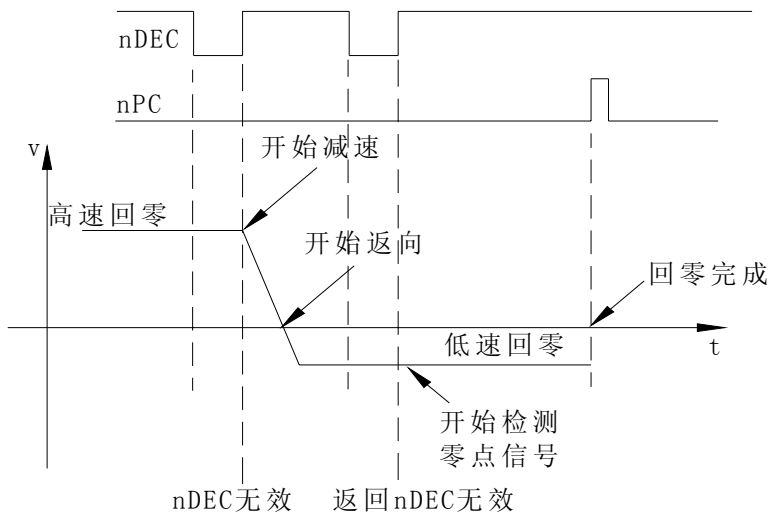 nDEC
nPC
v
开始减速
高速回零
开始返向
回零完成
低速回零
t
开始检测
零点信号
nDEC无效
返回nDEC无效